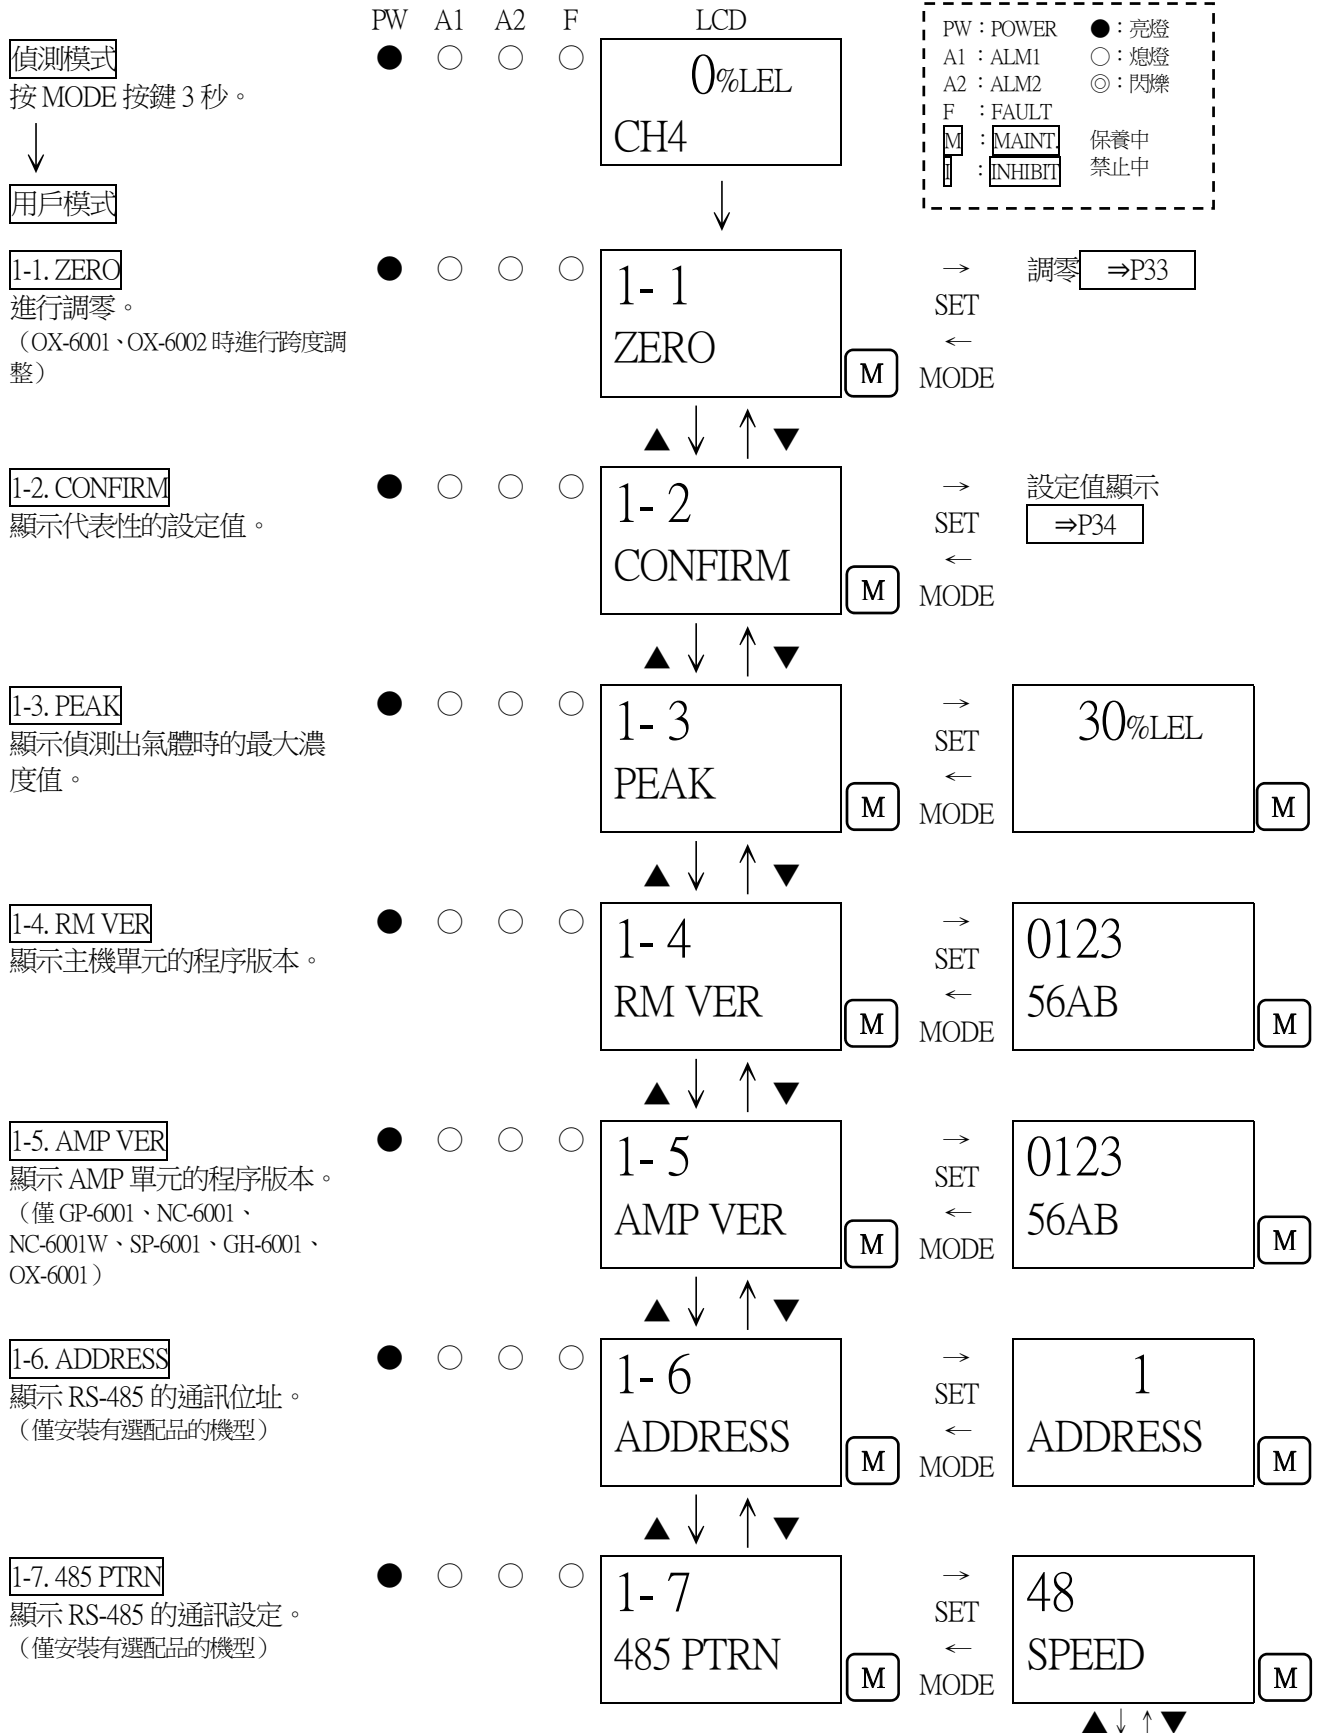 PW A1 A2 F LCD
偵測模式 ● ○ ○ ○ 0%LEL
按 MODE 按鍵 3 秒。
CH4
↓
用戶模式
↓
PW:POWER ●:亮燈
A1:ALM1 ○:熄燈
A2:ALM2 ◎:閃爍
F:FAULT
M:MAINT. 保養中
I:INHIBIT 禁止中
1-1. ZERO ● ○ ○ ○ 1- 1 → 調零 ⇒P33
進行調零。 SET
(OX-6001、OX-6002 時進行跨度調 ZERO ←
整) M MODE
▲ ↓ ↑ ▼
1-2. CONFIRM ● ○ ○ ○ 1- 2 → 設定值顯示
顯示代表性的設定值。 SET ⇒P34
CONFIRM ←
M MODE
▲ ↓ ↑ ▼
1-3. PEAK ● ○ ○ ○ 1- 3 → 30%LEL
顯示偵測出氣體時的最大濃 SET
度值。 PEAK ←
M MODE M
▲ ↓ ↑ ▼
1-4. RM VER ● ○ ○ ○ 1- 4 → 0123
顯示主機單元的程序版本。 SET
RM VER ← 56AB
M MODE M
▲ ↓ ↑ ▼
1-5. AMP VER ● ○ ○ ○ 1- 5 → 0123
顯示 AMP 單元的程序版本。 SET
(僅 GP-6001、NC-6001、 AMP VER ← 56AB
NC-6001W、SP-6001、GH-6001、 M MODE M
OX-6001)
▲ ↓ ↑ ▼
1-6. ADDRESS ● ○ ○ ○ 1- 6 → 1
顯示 RS-485 的通訊位址。 SET
(僅安裝有選配品的機型) ADDRESS ← ADDRESS
M MODE M
▲ ↓ ↑ ▼
1-7. 485 PTRN ● ○ ○ ○ 1- 7 → 48
顯示 RS-485 的通訊設定。 SET
(僅安裝有選配品的機型) 485 PTRN ← SPEED
M MODE M
▲ ↓ ↑ ▼